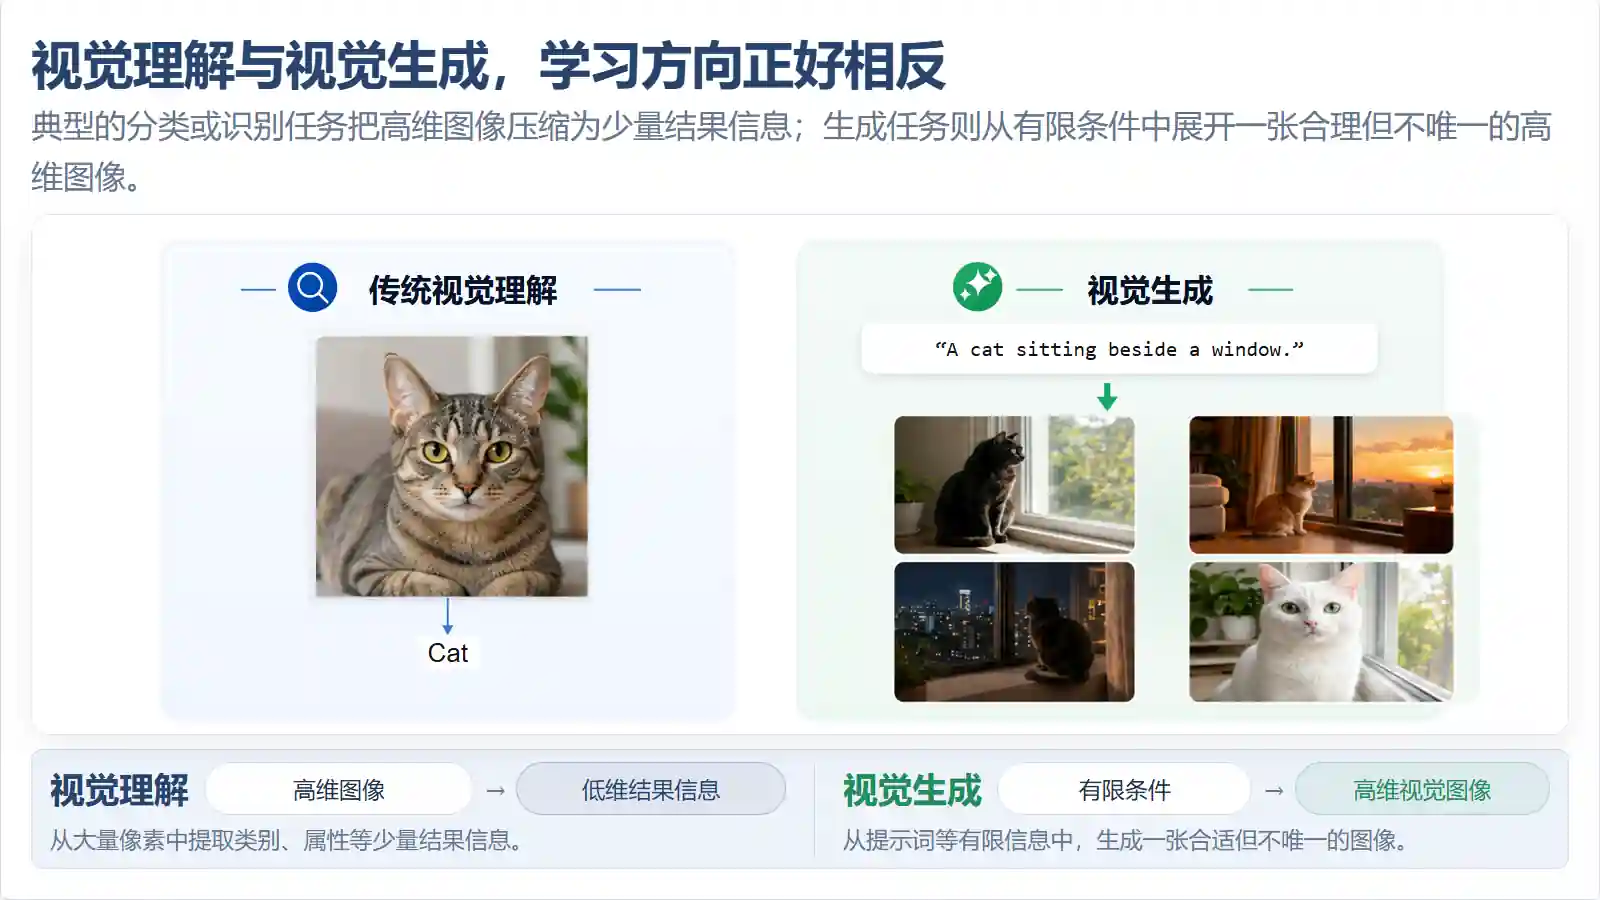 视觉理解与视觉生成，学习方向正好相反
典型的分类或识别任务把高维图像压缩为少量结果信息；生成任务则从有限条件中展开一张合理但不唯一的高
维图像。
传统视觉理解
Cat
视觉生成
“A cat sitting beside a window.”
视觉理解 高维图像 → 低维结果信息
从大量像素中提取类别、属性等少量结果信息。
视觉生成 有限条件 → 高维视觉图像
从提示词等有限信息中，生成一张合适但不唯一的图像。